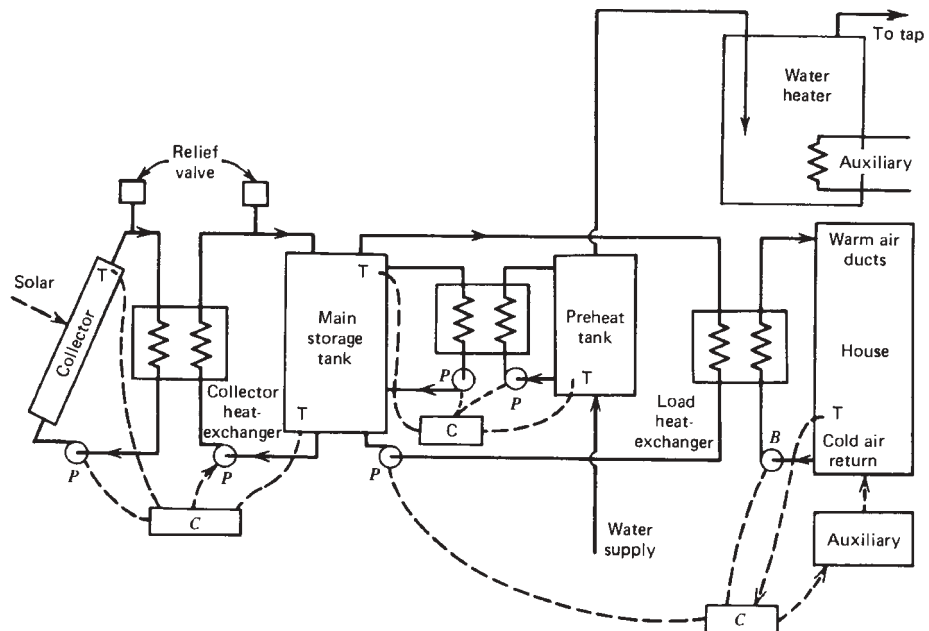 To tap
Water
heater
Auxiliary
Relief
valve
Solar
T
Collector
P
Collector
heat-
exchanger
P
C
T
Main
storage
tank
T
P
P
P
C
Preheat
tank
T
Water
supply
Load
heat-
exchanger
B
Warm air
ducts
House
T
Cold air
return
Auxiliary
C